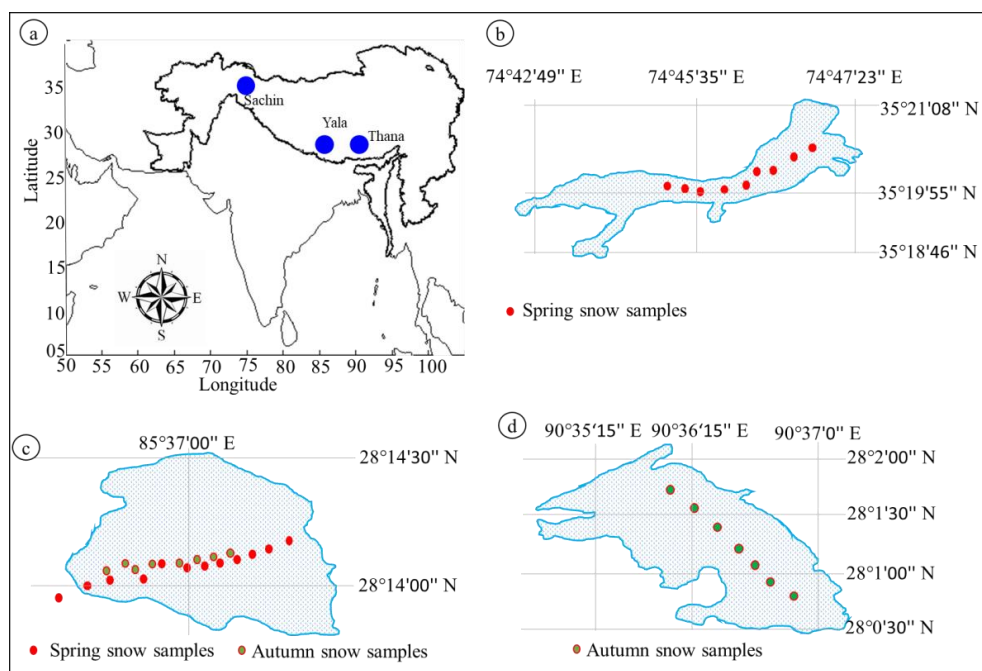 a
35
30
25
20
15
10
05
Latitude
Sachin
Yala
Thana
N
W
E
S
50 55 60 65 70 75 80 85 90 95 100
Longitude
b
74°42'49" E
74°45'35" E
74°47'23" E
35°21'08" N
35°19'55" N
35°18'46" N
Spring snow samples
c
85°37'00" E
28°14'30" N
28°14'00" N
Spring snow samples
Autumn snow samples
d
90°35'15" E
90°36'15" E
90°37'0" E
28°2'00" N
28°1'30" N
28°1'00" N
28°0'30" N
Autumn snow samples